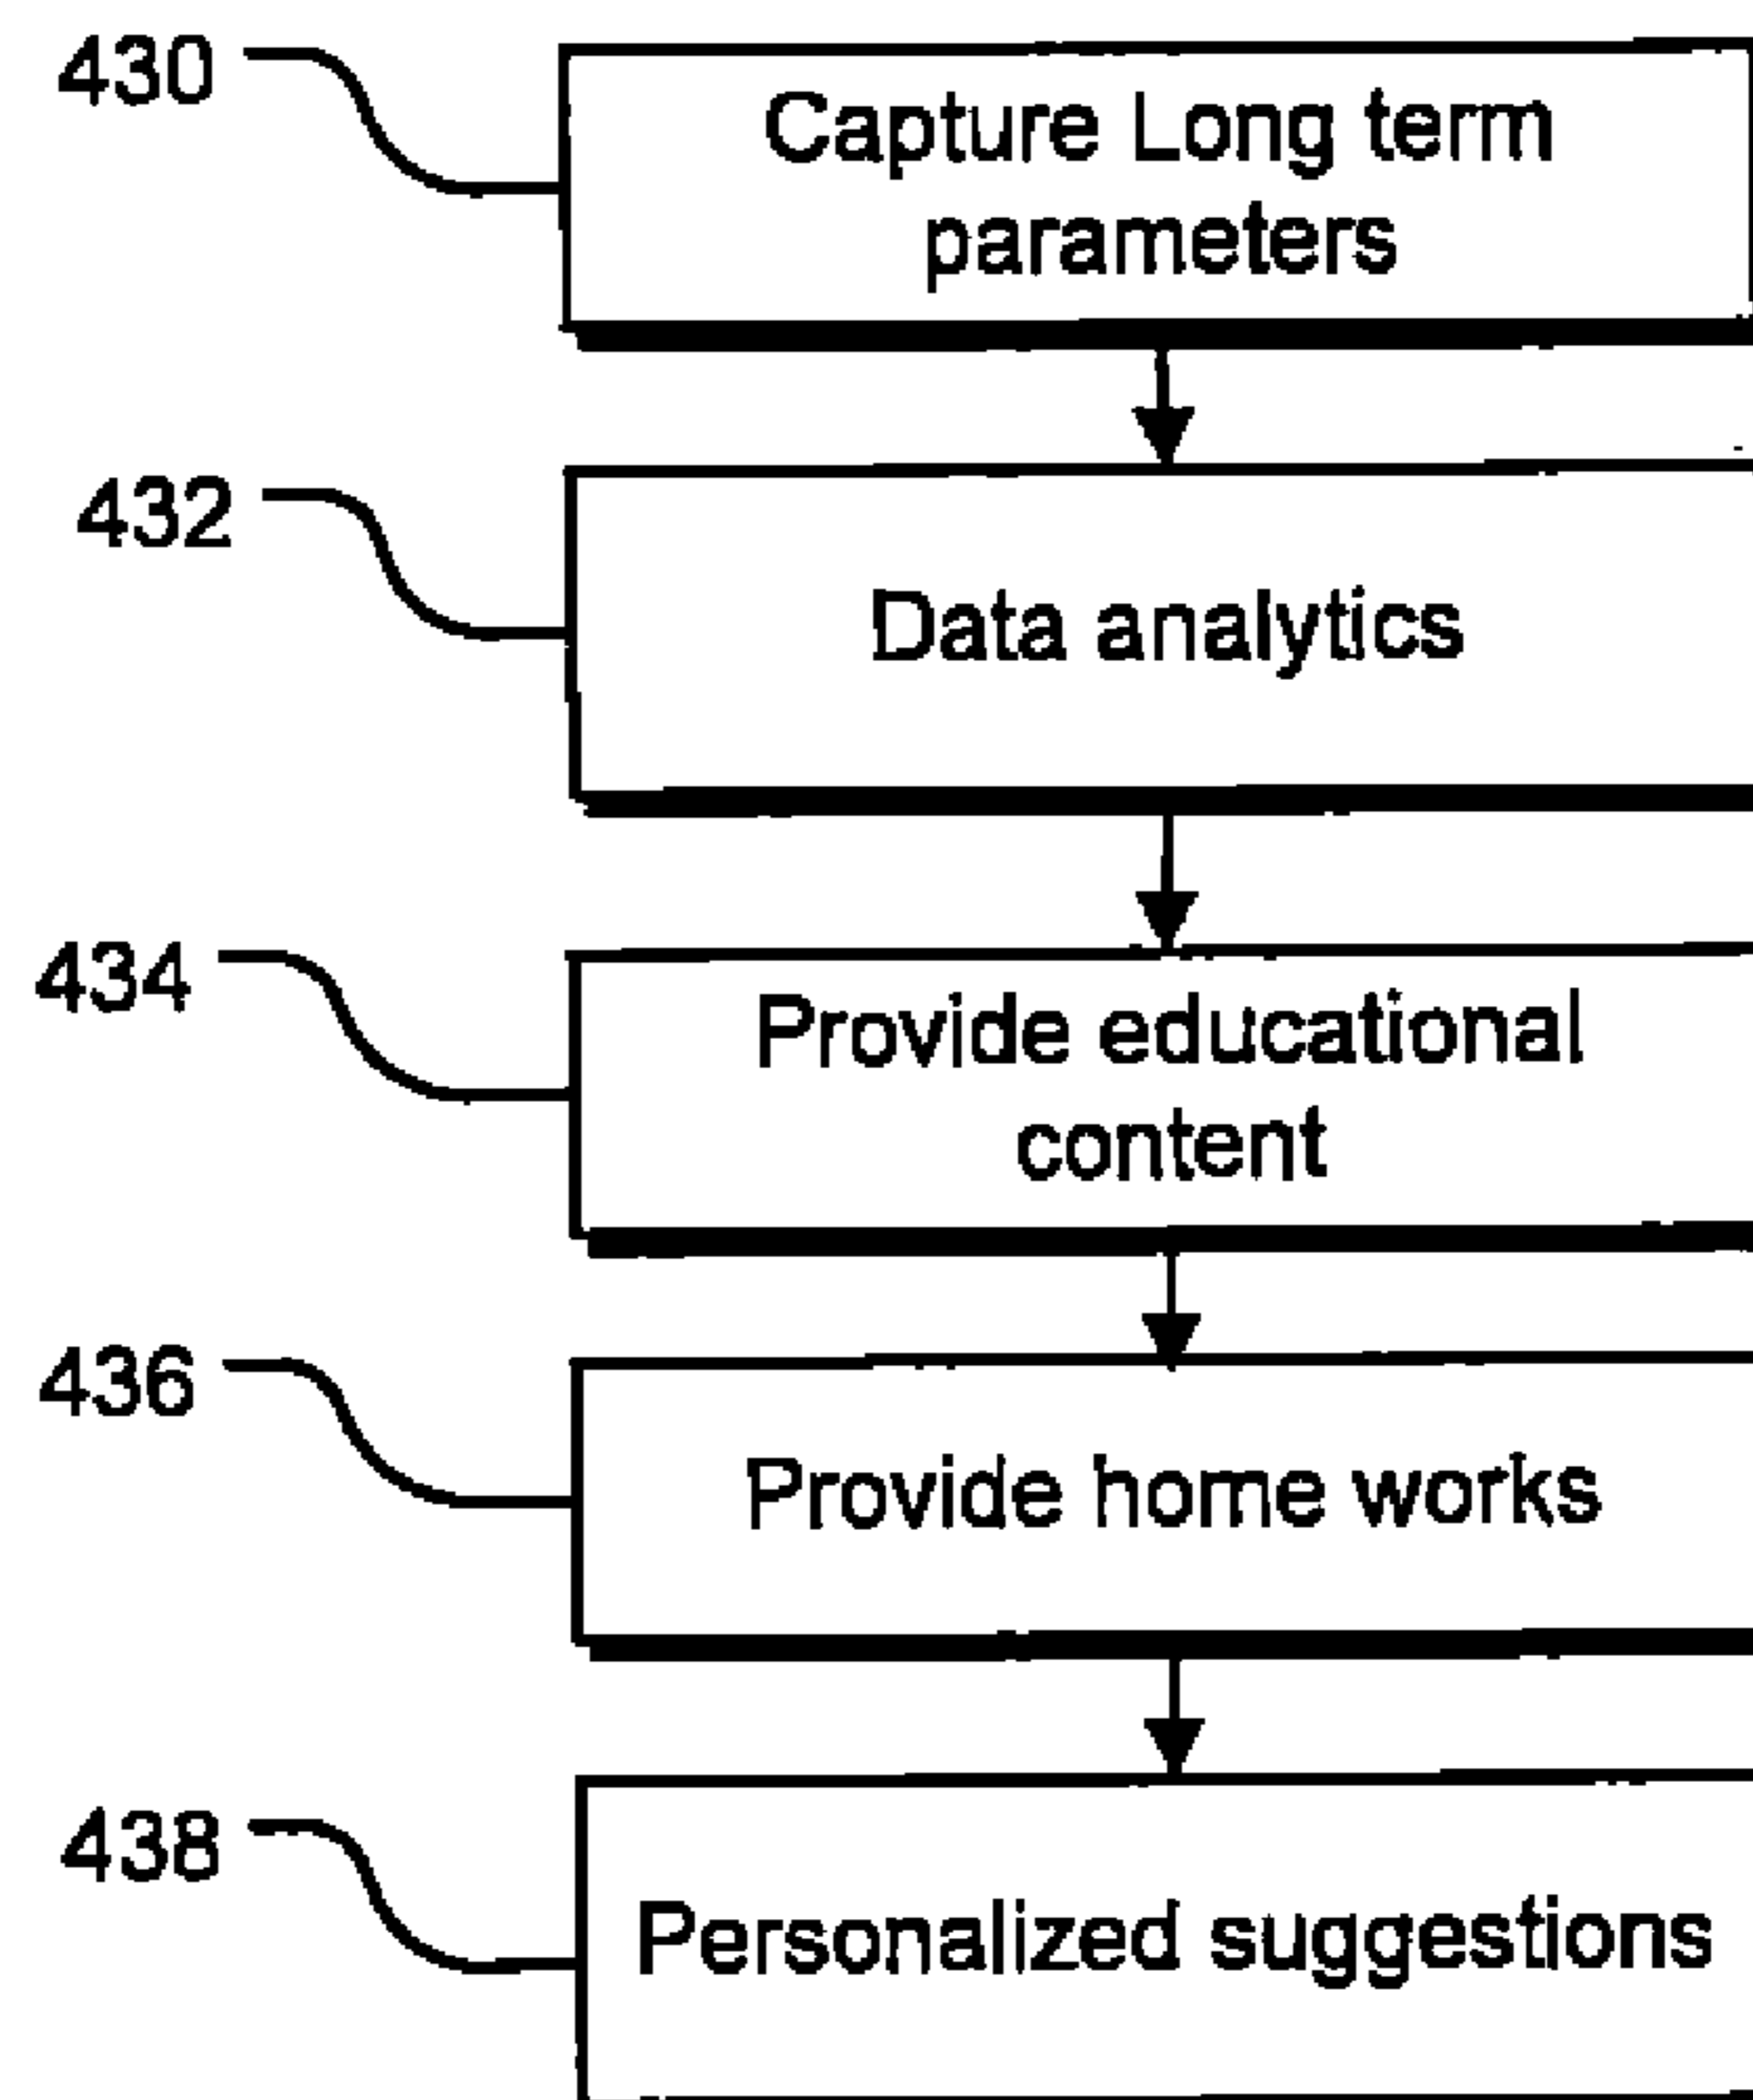 430
Capture Long term
parameters
432
Data analytics
434
Provide educational
content
436
Provide home works
438
Personalized suggestions